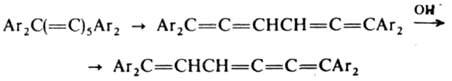 Ar₂C(=C)₅Ar₂ → Ar₂C=C=C=CHCH=C=C=CAr₂ OH⁻ →
→ Ar₂C=CHCH=C=C=C=CAr₂